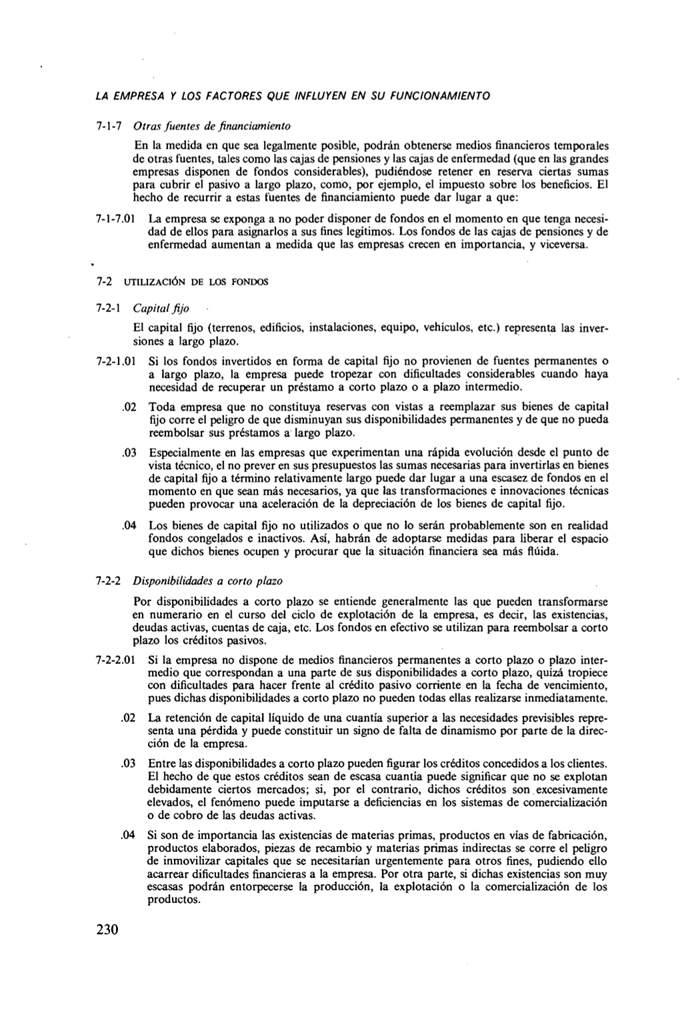 LA EMPRESA Y LOS FACTORES QUE INFLUYEN EN SU FUNCIONAMIENTO
7-1-7 Otras fuentes de financiamiento
En la medida en que sea legalmente posible, podrán obtenerse medios financieros temporales
de otras fuentes, tales como las cajas de pensiones y las cajas de enfermedad (que en las grandes
empresas disponen de fondos considerables), pudiéndose retener en reserva ciertas sumas
para cubrir el pasivo a largo plazo, como, por ejemplo, el impuesto sobre los beneficios. El
hecho de recurrir a estas fuentes de financiamiento puede dar lugar a que:
7-1-7.01 La empresa se exponga a no poder disponer de fondos en el momento en que tenga necesi-
dad de ellos para asignarlos a sus fines legítimos. Los fondos de las cajas de pensiones y de
enfermedad aumentan a medida que las empresas crecen en importancia, y viceversa.
7-2 UTILIZACIÓN DE LOS FONDOS
7-2-1 Capital fijo
El capital fijo (terrenos, edificios, instalaciones, equipo, vehículos, etc.) representa las inver-
siones a largo plazo.
7-2-1.01 Si los fondos invertidos en forma de capital fijo no provienen de fuentes permanentes o
a largo plazo, la empresa puede tropezar con dificultades considerables cuando haya
necesidad de recuperar un préstamo a corto plazo o a plazo intermedio.
.02 Toda empresa que no constituya reservas con vistas a reemplazar sus bienes de capital
fijo corre el peligro de que disminuyan sus disponibilidades permanentes y de que no pueda
reembolsar sus préstamos a largo plazo.
.03 Especialmente en las empresas que experimentan una rápida evolución desde el punto de
vista técnico, el no prever en sus presupuestos las sumas necesarias para invertirlas en bienes
de capital fijo a término relativamente largo puede dar lugar a una escasez de fondos en el
momento en que sean más necesarios, ya que las transformaciones e innovaciones técnicas
pueden provocar una aceleración de la depreciación de los bienes de capital fijo.
.04 Los bienes de capital fijo no utilizados o que no lo serán probablemente son en realidad
fondos congelados e inactivos. Así, habrán de adoptarse medidas para liberar el espacio
que dichos bienes ocupen y procurar que la situación financiera sea más flúida.
7-2-2 Disponibilidades a corto plazo
Por disponibilidades a corto plazo se entiende generalmente las que pueden transformarse
en numerario en el curso del ciclo de explotación de la empresa, es decir, las existencias,
deudas activas, cuentas de caja, etc. Los fondos en efectivo se utilizan para reembolsar a corto
plazo los créditos pasivos.
7-2-2.01 Si la empresa no dispone de medios financieros permanentes a corto plazo o plazo inter-
medio que correspondan a una parte de sus disponibilidades a corto plazo, quizá tropiece
con dificultades para hacer frente al crédito pasivo corriente en la fecha de vencimiento,
pues dichas disponibilidades a corto plazo no pueden todas ellas realizarse inmediatamente.
.02 La retención de capital líquido de una cuantía superior a las necesidades previsibles repre-
senta una pérdida y puede constituir un signo de falta de dinamismo por parte de la direc-
ción de la empresa.
.03 Entre las disponibilidades a corto plazo pueden figurar los créditos concedidos a los clientes.
El hecho de que estos créditos sean de escasa cuantía puede significar que no se explotan
debidamente ciertos mercados; si, por el contrario, dichos créditos son excesivamente
elevados, el fenómeno puede imputarse a deficiencias en los sistemas de comercialización
o de cobro de las deudas activas.
.04 Si son de importancia las existencias de materias primas, productos en vías de fabricación,
productos elaborados, piezas de recambio y materias primas indirectas se corre el peligro
de inmovilizar capitales que se necesitarían urgentemente para otros fines, pudiendo ello
acarrear dificultades financieras a la empresa. Por otra parte, si dichas existencias son muy
escasas podrán entorpecerse la producción, la explotación o la comercialización de los
productos.
230